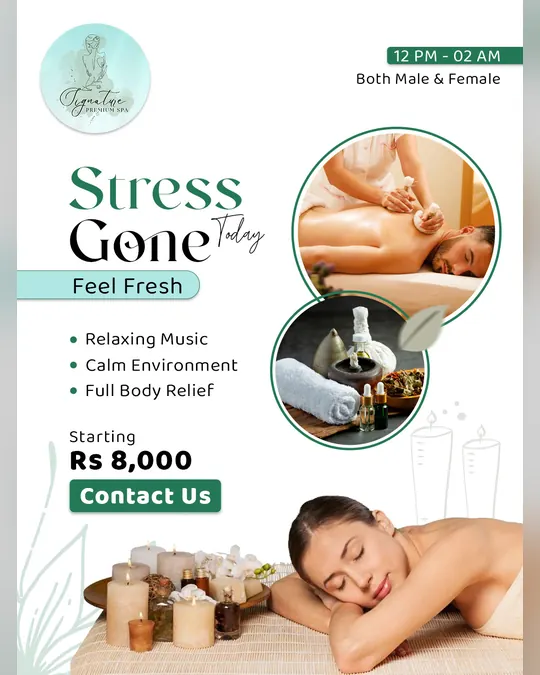 Signature
PREMIUM SPA
12 PM - 02 AM
Both Male & Female
Stress
Gone Today
Feel Fresh
Relaxing Music
Calm Environment
Full Body Relief
Starting
Rs 8,000
Contact Us